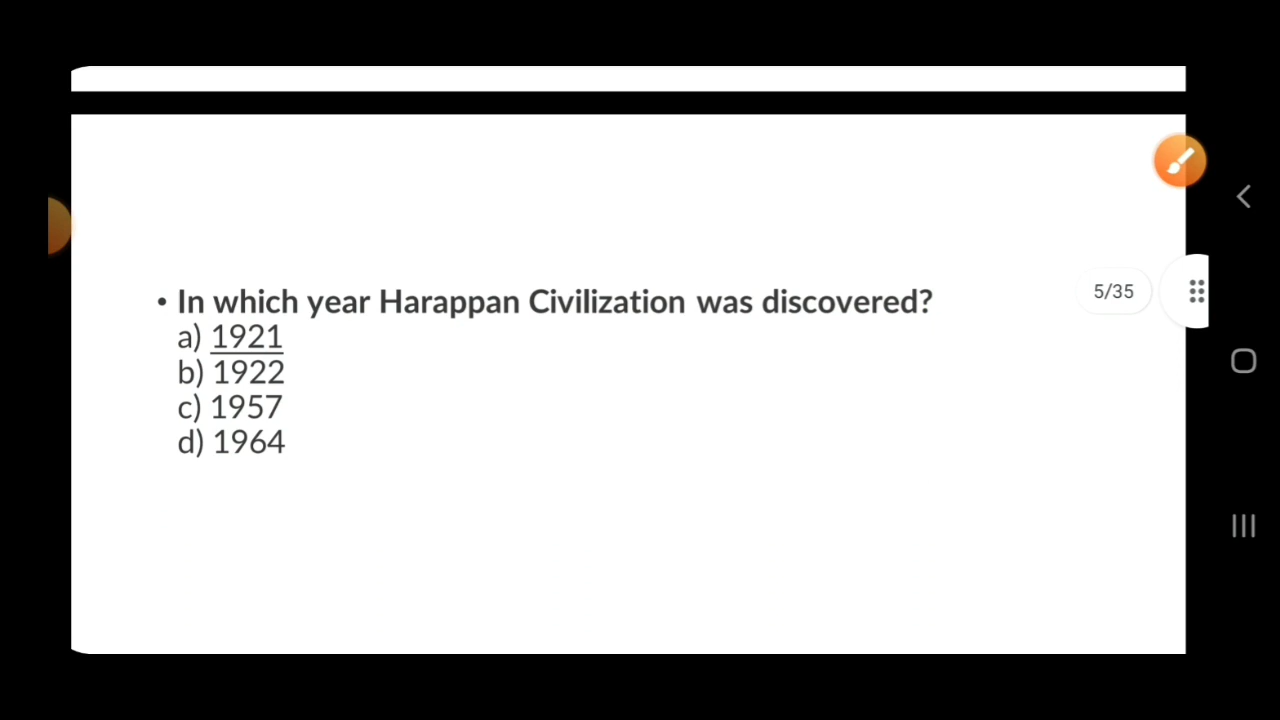 • In which year Harappan Civilization was discovered?
a) 1921
b) 1922
c) 1957
d) 1964
5/35